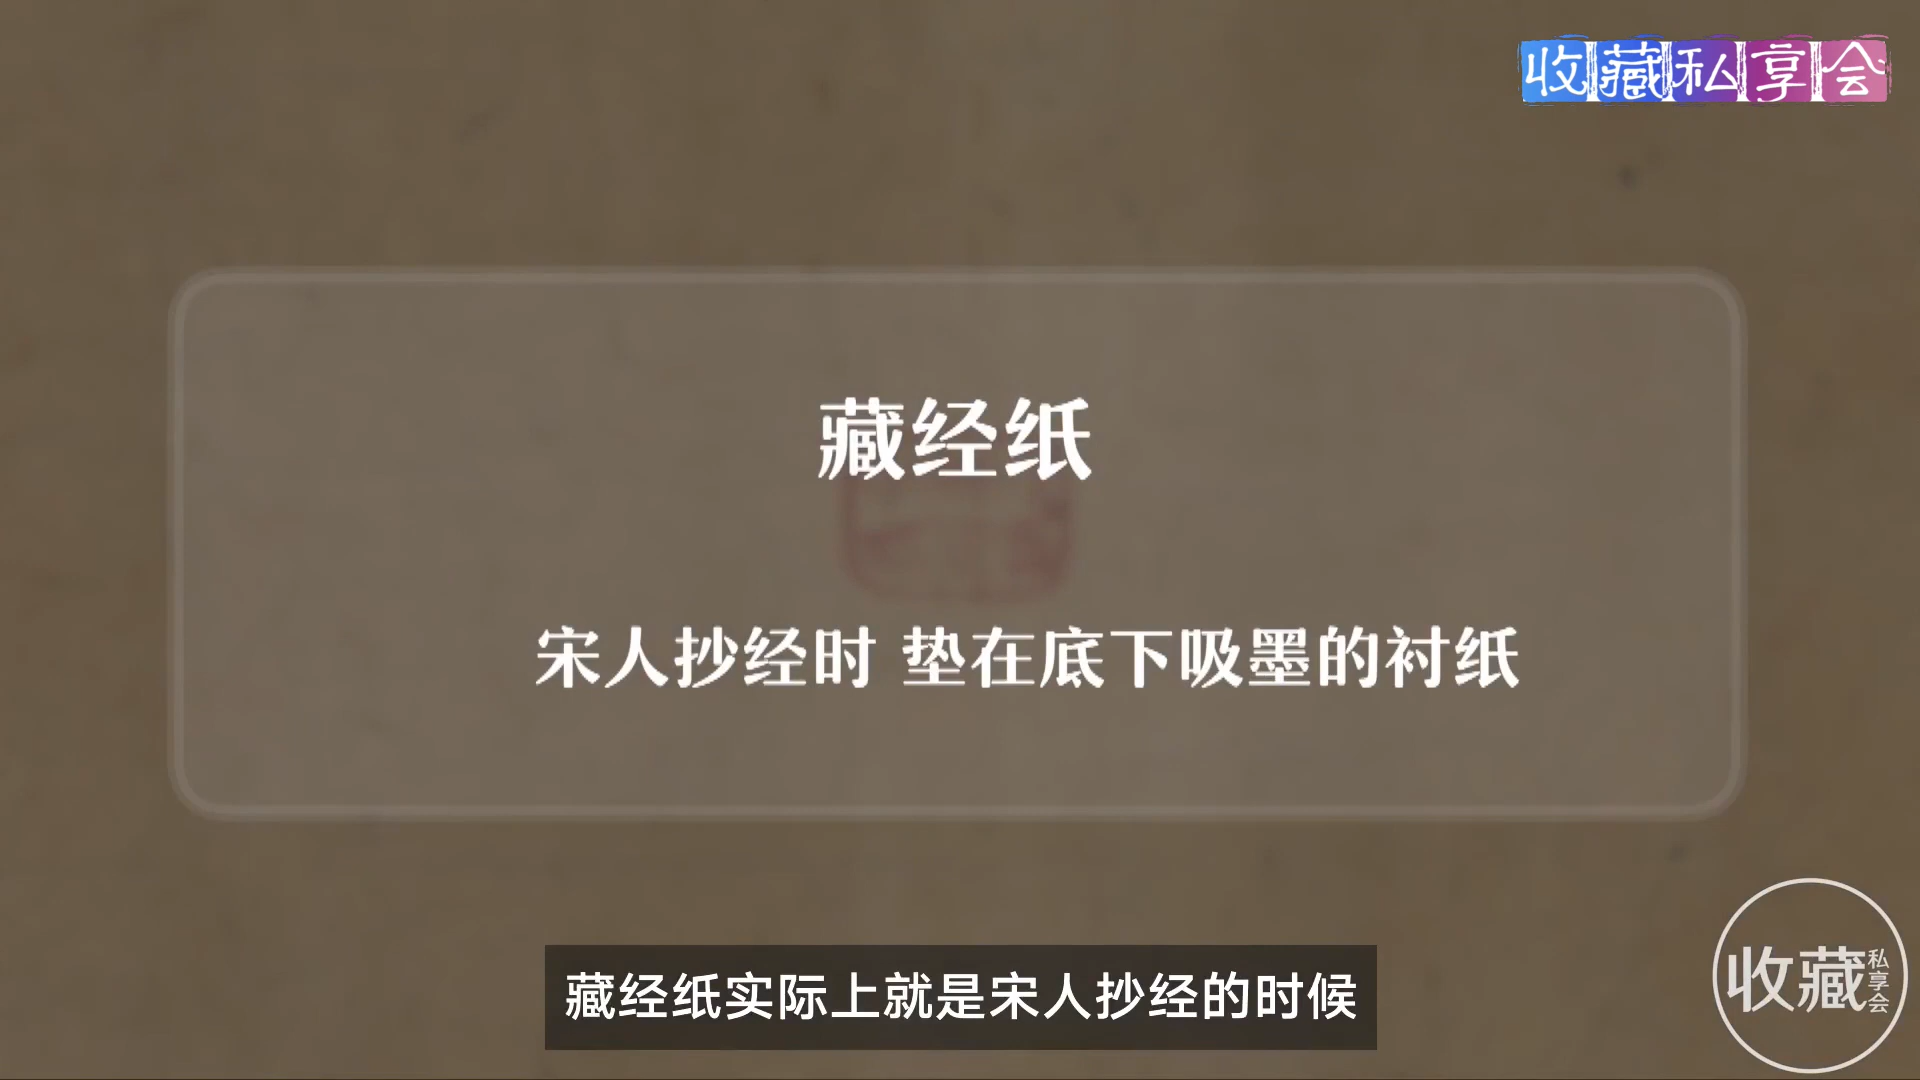 收藏私享会
藏经纸
宋人抄经时 垫在底下吸墨的衬纸
藏经纸实际上就是宋人抄经的时候
收藏私享会